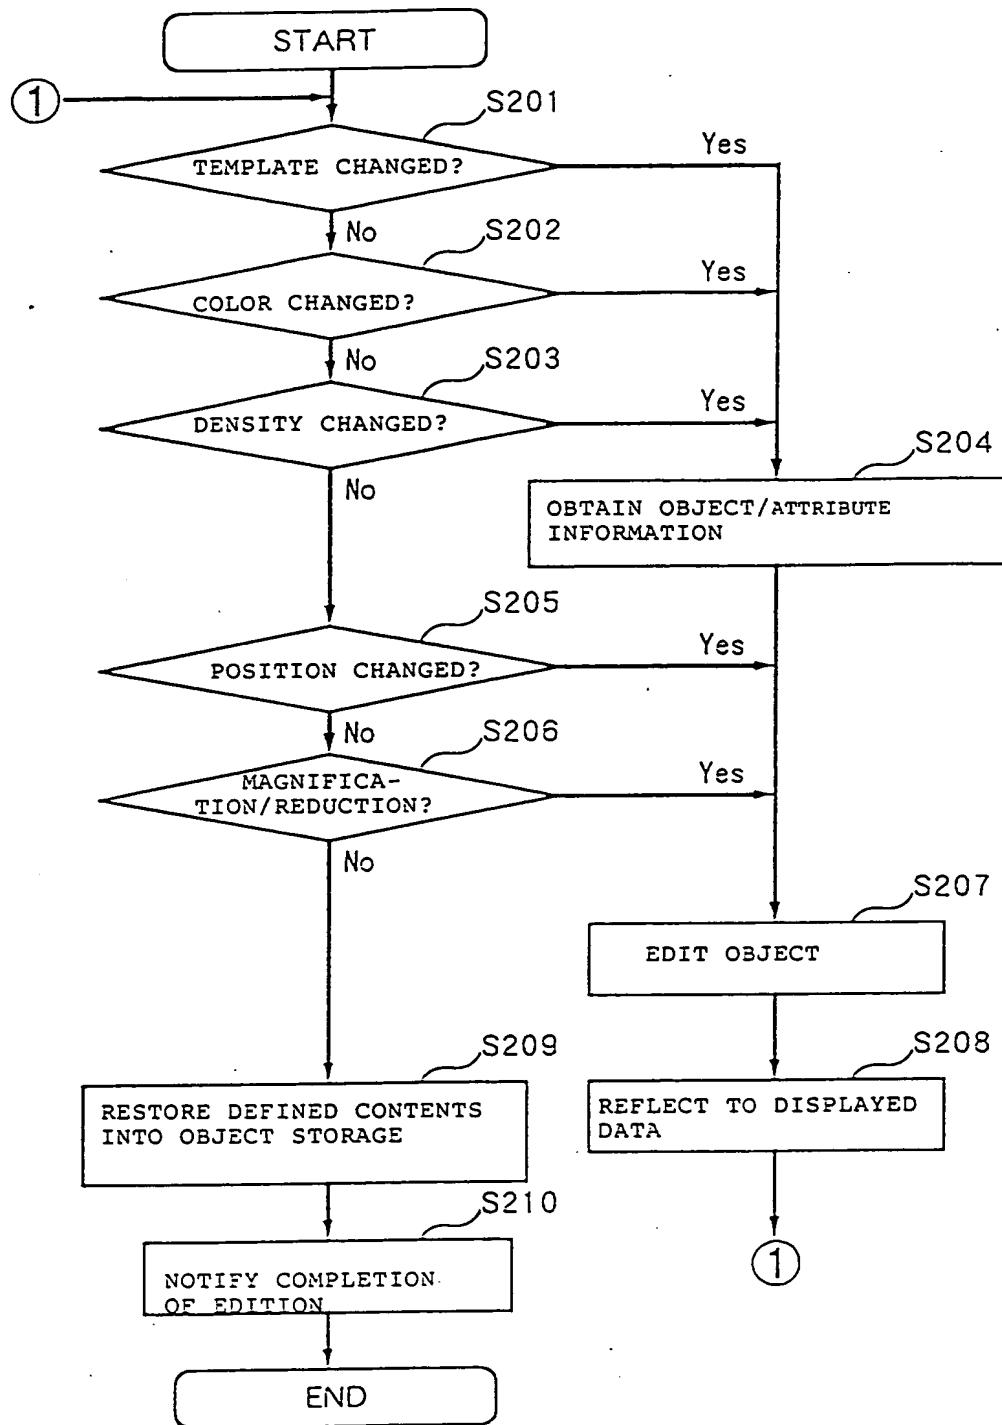 START
1
S201
TEMPLATE CHANGED?
Yes
No
S202
COLOR CHANGED?
Yes
No
S203
DENSITY CHANGED?
Yes
No
S204
OBTAIN OBJECT/ATTRIBUTE
INFORMATION
S205
POSITION CHANGED?
Yes
No
S206
MAGNIFICA-
TION/REDUCTION?
Yes
No
S207
EDIT OBJECT
S208
REFLECT TO DISPLAYED
DATA
1
S209
RESTORE DEFINED CONTENTS
INTO OBJECT STORAGE
S210
NOTIFY COMPLETION
OF EDITION
END